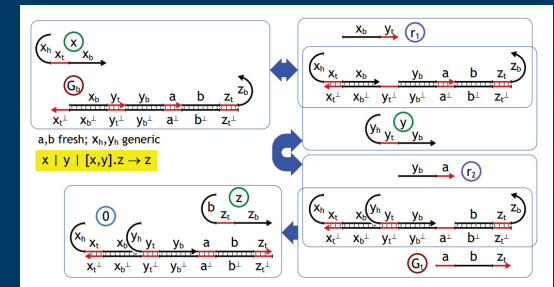 x
xh xt xb
Gb
xb yt yb a b zt zb
xt⊥ xb⊥ yt⊥ yb⊥ a⊥ b⊥ zt⊥
a,b fresh; xh,yh generic
x | y | [x,y].z → z
xb yt r1
xh xt xb yb a b zt zb
xt⊥ xb⊥ yt⊥ yb⊥ a⊥ b⊥ zt⊥
y
yh yt yb
yb a r2
xh xt xb yh yt yb b zt zb
xt⊥ xb⊥ yt⊥ yb⊥ a⊥ b⊥ zt⊥
Gt a b zt
z
b zt zb
0
xh xt xb yh yt yb a b zt
xt⊥ xb⊥ yt⊥ yb⊥ a⊥ b⊥ zt⊥